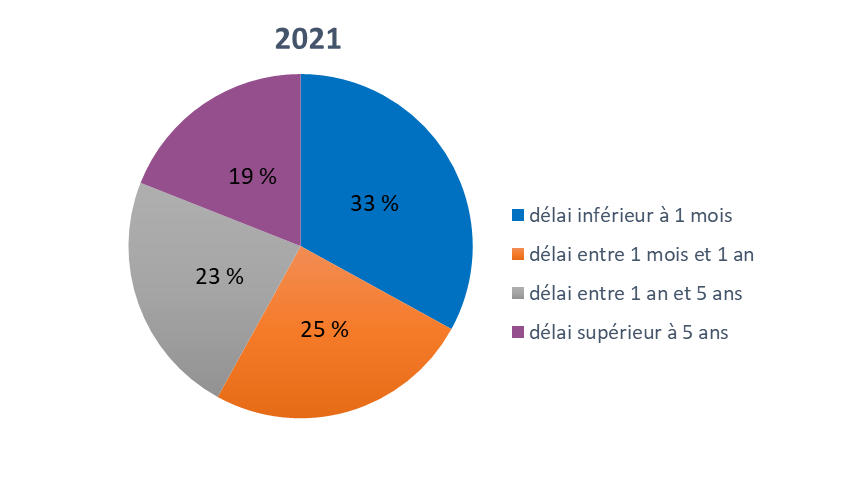 2021
19 %
33 %
23 %
25 %
délai inférieur à 1 mois
délai entre 1 mois et 1 an
délai entre 1 an et 5 ans
délai supérieur à 5 ans